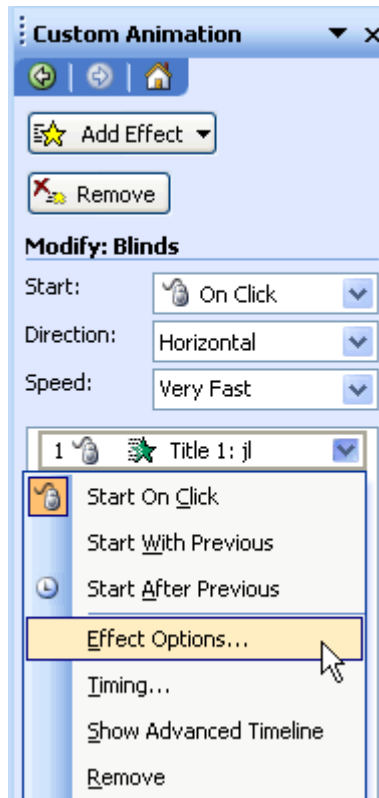 Custom Animation
Add Effect
Remove
Modify: Blinds
Start: On Click
Direction: Horizontal
Speed: Very Fast
1 Title 1: jl
Start On Click
Start With Previous
Start After Previous
Effect Options...
Timing...
Show Advanced Timeline
Remove